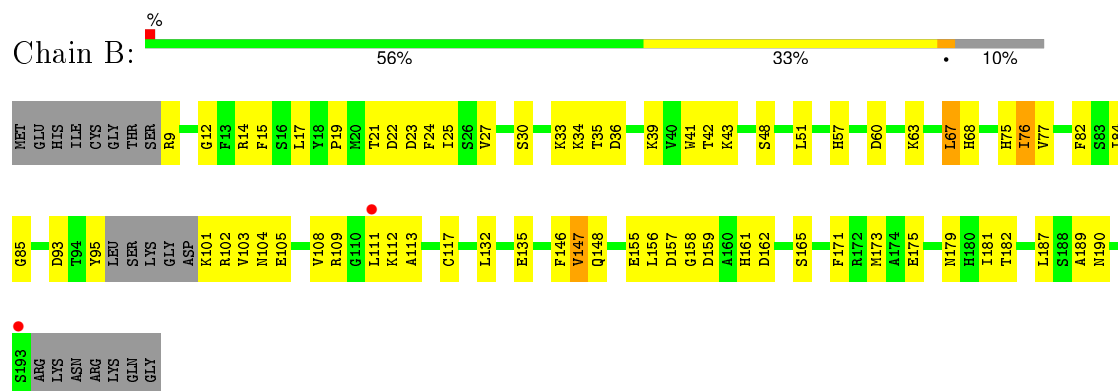 %
Chain B:
56% 33% • 10%
MET GLU HIS ILE CYS GLY THR SER R9 G12 F13 R14 F15 S16 L17 Y18 P19 M20 T21 D22 D23 F24 I25 S26 V27 S30 K33 K34 T35 D36 K39 V40 W41 T42 K43 S48 L51 H57 D60 K63 L67 H68 H75 I76 V77 F82 S83 I84
G85 D93 T94 Y95 LEU SER LYS GLY ASP K101 R102 V103 N104 E105 V108 R109 G110 L111 K112 A113 C117 L132 E135 F146 V147 Q148 E155 L156 D157 G158 D159 A160 H161 D162 S165 F171 R172 M173 A174 E175 N179 H180 I181 T182 L187 S188 A189 N190
S193 ARG LYS ASN ARG LYS GLN GLY